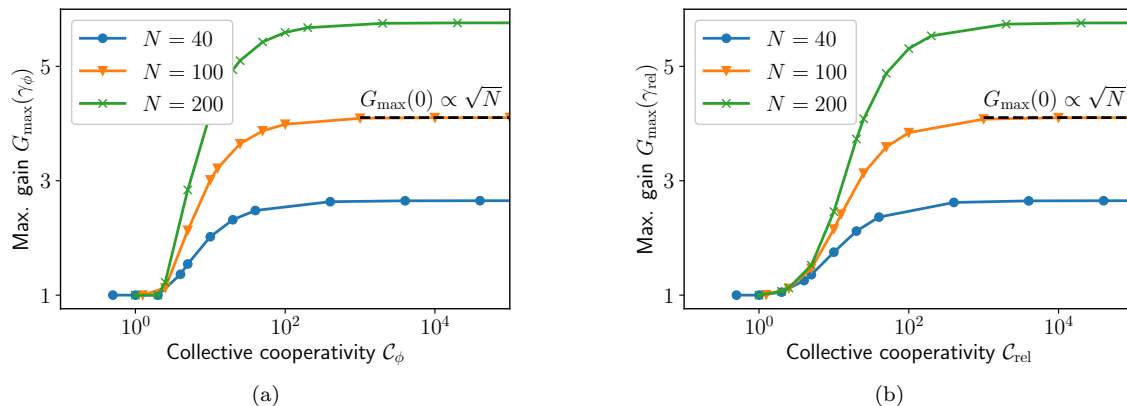 Max. gain G_max(γ_ϕ)
5
3
1
N = 40
N = 100
N = 200
G_max(0) ∝ √N
10^0
10^2
10^4
Collective cooperativity 𝒞_ϕ
(a)
Max. gain G_max(γ_rel)
5
3
1
N = 40
N = 100
N = 200
G_max(0) ∝ √N
10^0
10^2
10^4
Collective cooperativity 𝒞_rel
(b)